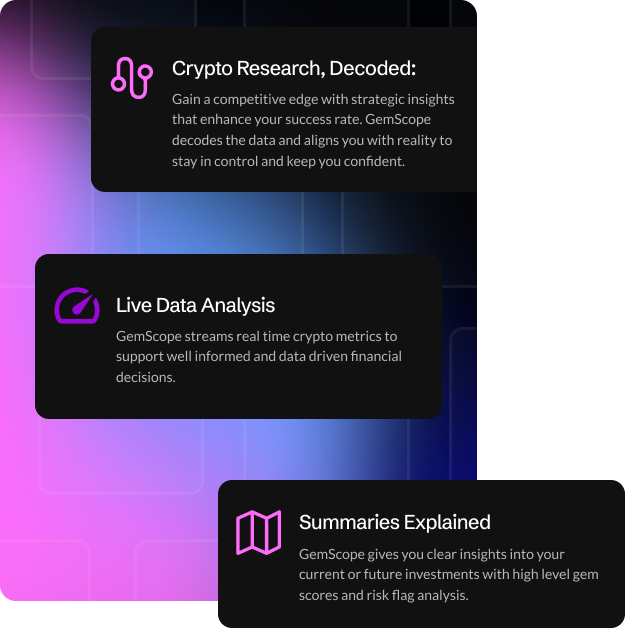 Crypto Research, Decoded:
Gain a competitive edge with strategic insights
that enhance your success rate. GemScope
decodes the data and aligns you with reality to
stay in control and keep you confident.
Live Data Analysis
GemScope streams real time crypto metrics to
support well informed and data driven financial
decisions.
Summaries Explained
GemScope gives you clear insights into your
current or future investments with high level gem
scores and risk flag analysis.